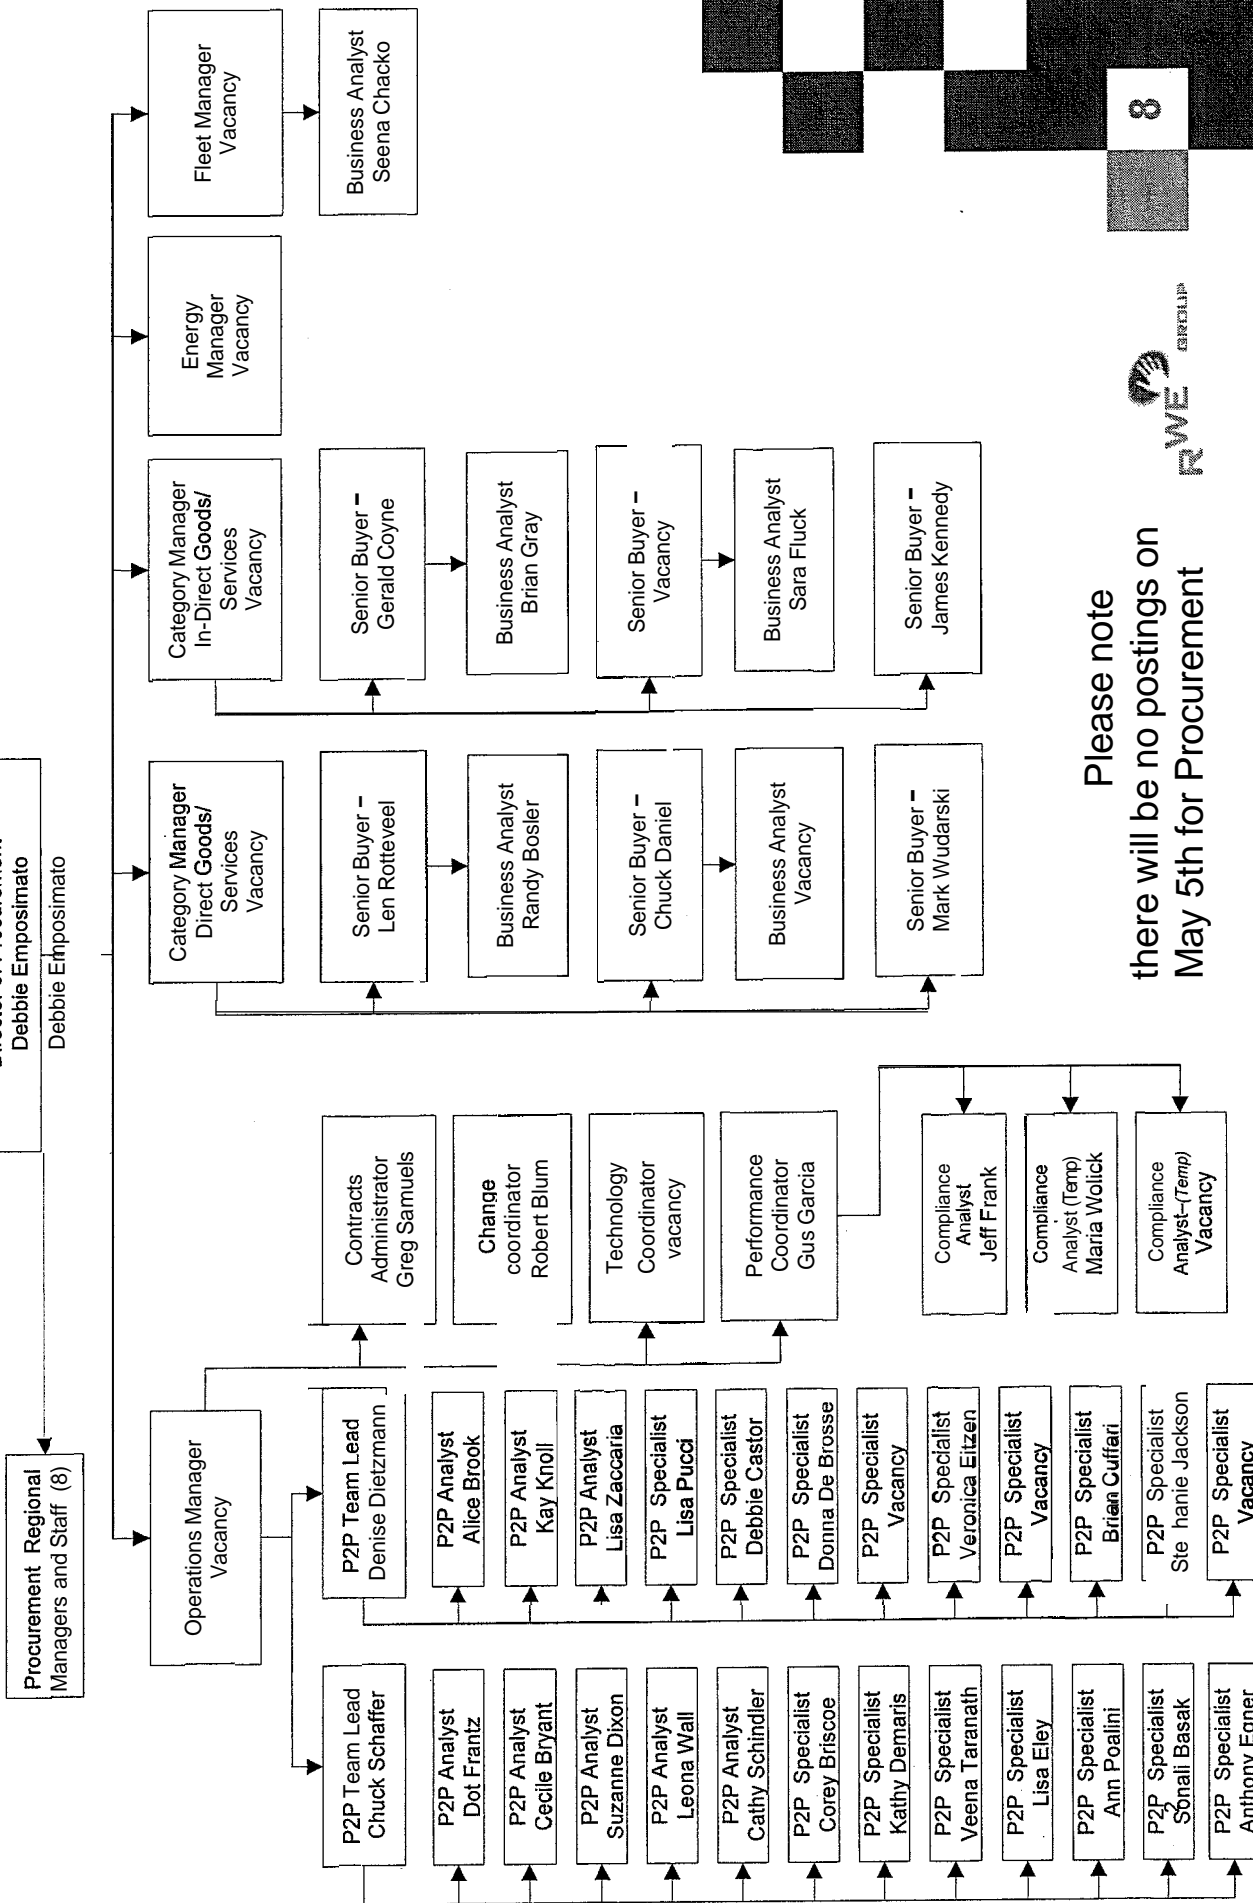 Debbie Emposimato
Debbie Emposimato
Procurement Regional
Managers and Staff (8)
Operations Manager
Vacancy
Category Manager
Direct Goods/
Services
Vacancy
Category Manager
In-Direct Goods/
Services
Vacancy
Energy
Manager
Vacancy
Fleet Manager
Vacancy
P2P Team Lead
Chuck Schaffer
P2P Analyst
Dot Frantz
P2P Analyst
Cecile Bryant
P2P Analyst
Suzanne Dixon
P2P Analyst
Leona Wall
P2P Analyst
Cathy Schindler
P2P Specialist
Corey Briscoe
P2P Specialist
Kathy Demaris
P2P Specialist
Veena Taranath
P2P Specialist
Lisa Eley
P2P Specialist
Ann Poalini
P2P Specialist
Sonali Basak
P2P Specialist
Anthony Egner
P2P Team Lead
Denise Dietzmann
P2P Analyst
Alice Brook
P2P Analyst
Kay Knoll
P2P Analyst
Lisa Zaccaria
P2P Specialist
Lisa Pucci
P2P Specialist
Debbie Castor
P2P Specialist
Donna De Brosse
P2P Specialist
Vacancy
P2P Specialist
Veronica Eitzen
P2P Specialist
Vacancy
P2P Specialist
Brian Cuffari
P2P Specialist
Ste hanie Jackson
P2P Specialist
Vacancy
Contracts
Administrator
Greg Samuels
Change
coordinator
Robert Blum
Technology
Coordinator
vacancy
Performance
Coordinator
Gus Garcia
Compliance
Analyst
Jeff Frank
Compliance
Analyst (Temp)
Maria Wolick
Compliance
Analyst–(Temp)
Vacancy
Senior Buyer –
Len Rotteveel
Business Analyst
Randy Bosler
Senior Buyer –
Chuck Daniel
Business Analyst
Vacancy
Senior Buyer –
Mark Wudarski
Senior Buyer –
Gerald Coyne
Business Analyst
Brian Gray
Senior Buyer –
Vacancy
Business Analyst
Sara Fluck
Senior Buyer –
James Kennedy
Business Analyst
Seena Chacko
Please note
there will be no postings on
May 5th for Procurement
RWE GROUP
8